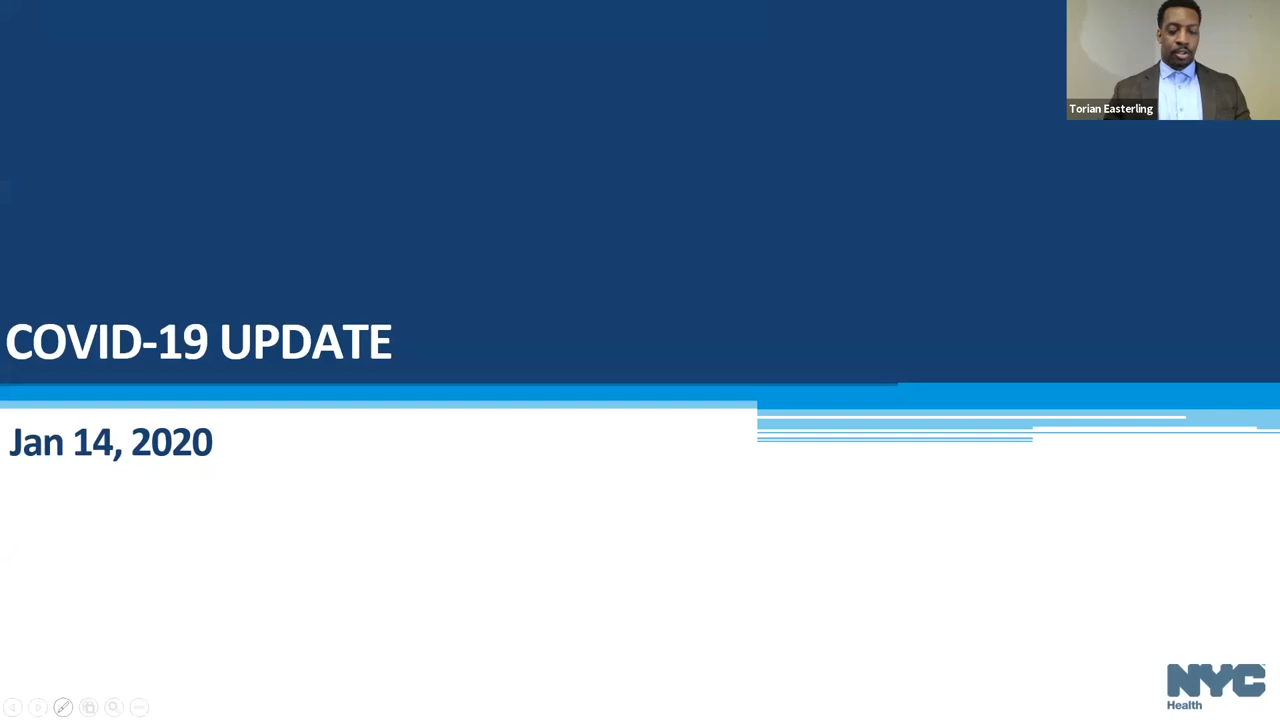 Torian Easterling
COVID-19 UPDATE
Jan 14, 2020
NYC
Health